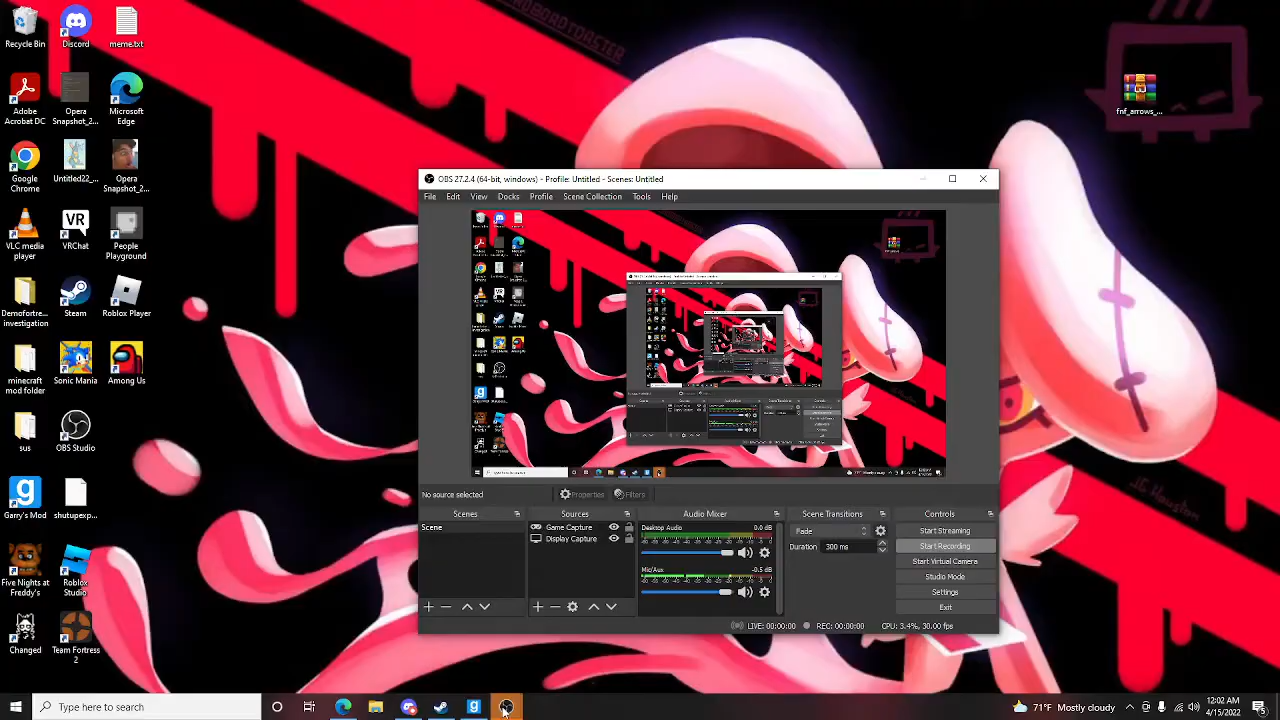 Recycle Bin
Discord
meme.txt
Adobe Acrobat DC
Opera Snapshot_2...
Microsoft Edge
fnf_arrows_...
Google Chrome
Untitled22_...
Opera Snapshot_2...
VLC media player
VRChat
People Playground
Steam
Roblox Player
minecraft mod folder
Sonic Mania
Among Us
sus
OBS Studio
Garry's Mod
shutupexp...
Five Nights at Freddy's
Roblox Studio
Changed
Team Fortress 2
OBS 27.2.4 (64-bit, windows) - Profile: Untitled - Scenes: Untitled
File Edit View Docks Profile Scene Collection Tools Help
No source selected
Properties
Filters
Scenes
Sources
Audio Mixer
Scene Transitions
Controls
Scene
Game Capture
Display Capture
Desktop Audio 0.0 dB
Mic/Aux -0.5 dB
Fade
Duration 300 ms
Start Streaming
Start Recording
Start Virtual Camera
Studio Mode
Settings
Exit
LIVE: 00:00:00
REC: 00:00:00
CPU: 3.4%, 30.00 fps
Type here to search
71°F Mostly cloudy
12:02 AM
4/15/2022